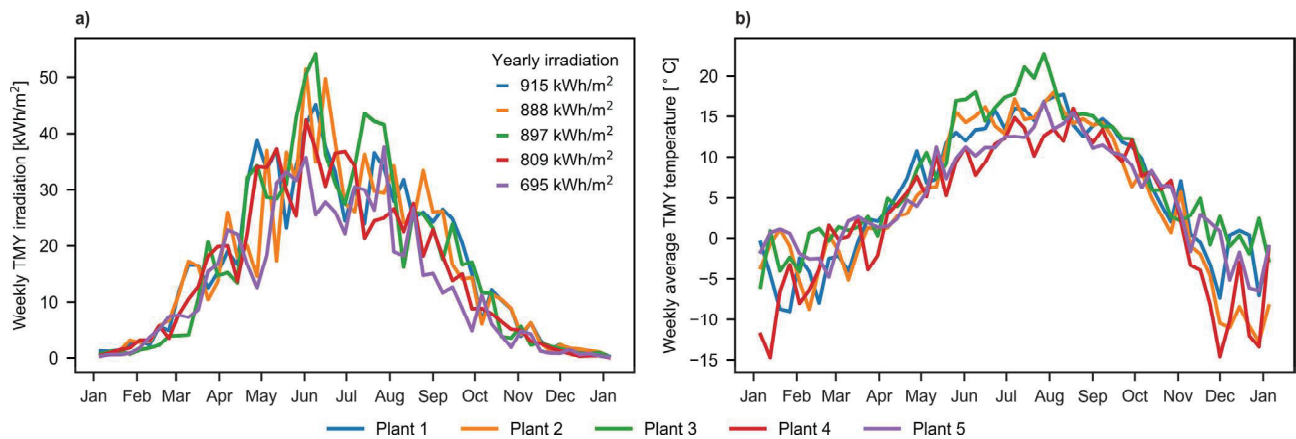 a)
Weekly TMY irradiation [kWh/m²]
50
40
30
20
10
0
Yearly irradiation
915 kWh/m²
888 kWh/m²
897 kWh/m²
809 kWh/m²
695 kWh/m²
Jan Feb Mar Apr May Jun Jul Aug Sep Oct Nov Dec Jan
b)
Weekly average TMY temperature [°C]
20
15
10
5
0
−5
−10
−15
Jan Feb Mar Apr May Jun Jul Aug Sep Oct Nov Dec Jan
Plant 1 Plant 2 Plant 3 Plant 4 Plant 5